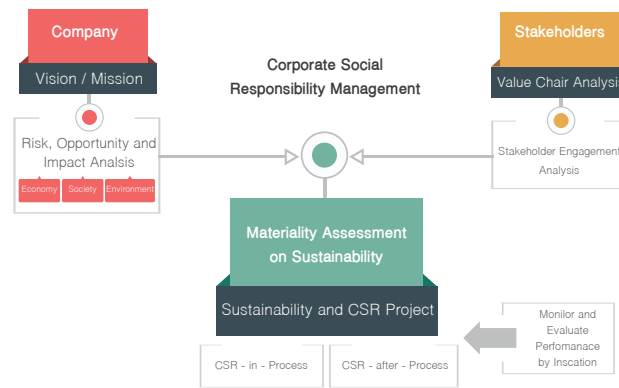 Company
Vision / Mission
Risk, Opportunity and
Impact Analsis
Economy
Society
Environment
Corporate Social
Responsibility Management
Stakeholders
Value Chair Analysis
Stakeholder Engagement
Analysis
Materiality Assessment
on Sustainability
Sustainability and CSR Project
CSR - in - Process
CSR - after - Process
Monilor and
Evaluate
Perfomanace
by Inscation